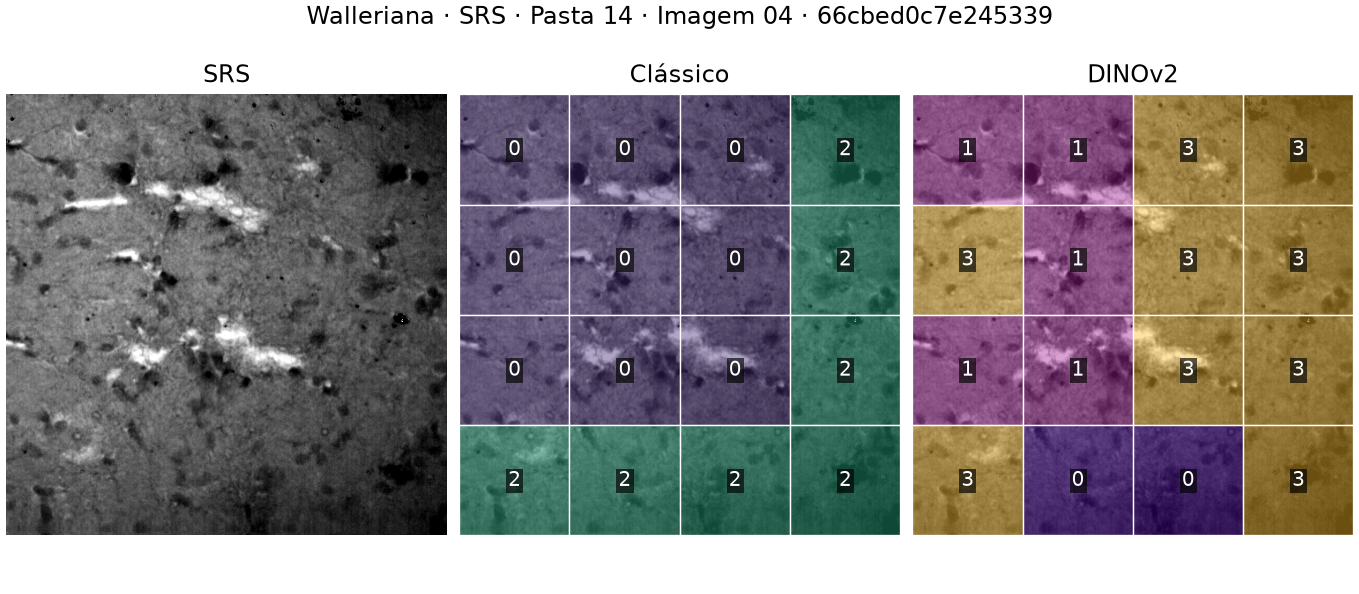 Walleriana · SRS · Pasta 14 · Imagem 04 · 66cbed0c7e245339
SRS Clássico DINOv2
0 0 0 2 1 1 3 3
0 0 0 2 3 1 3 3
0 0 0 2 1 1 3 3
2 2 2 2 3 0 0 3